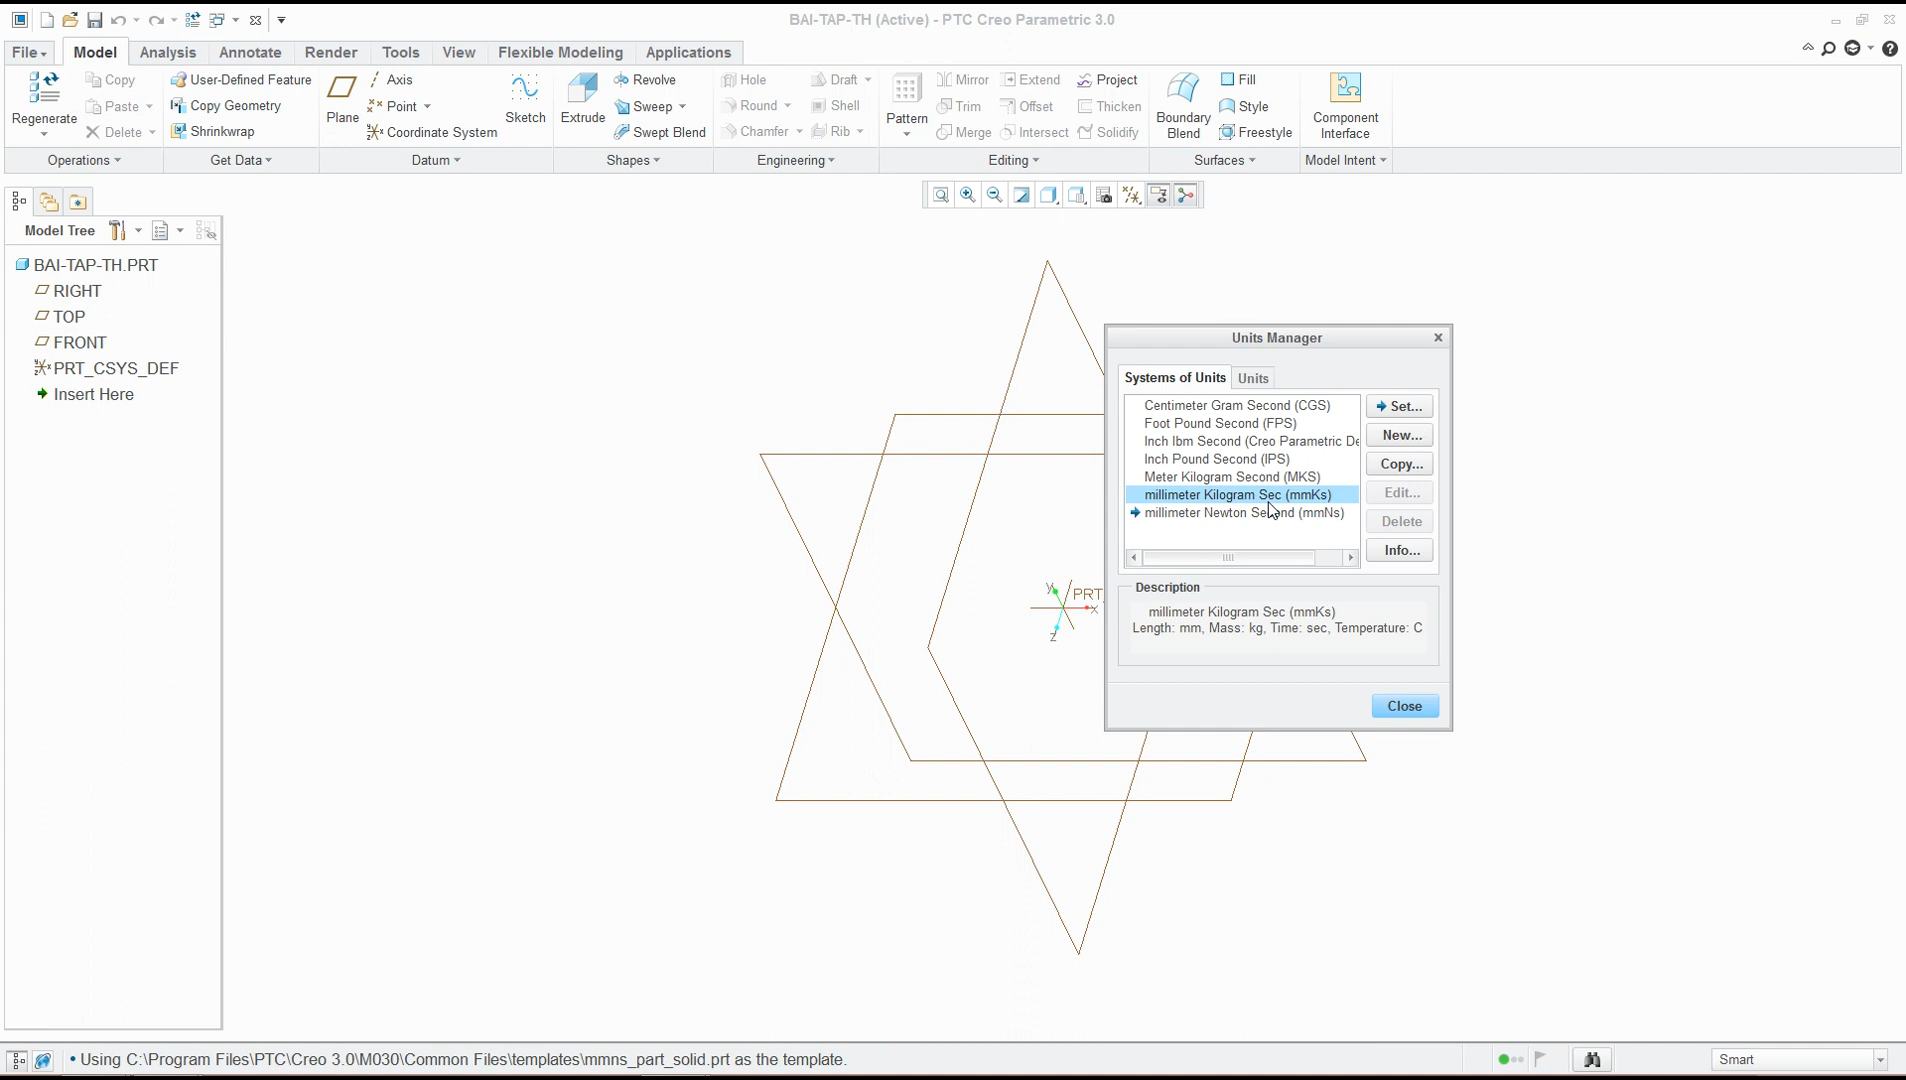 BAI-TAP-TH (Active) - PTC Creo Parametric 3.0
File Model Analysis Annotate Render Tools View Flexible Modeling Applications
Regenerate
Copy
Paste
Delete
Operations
User-Defined Feature
Copy Geometry
Shrinkwrap
Get Data
Plane
Axis
Point
Coordinate System
Sketch
Datum
Extrude
Revolve
Sweep
Swept Blend
Shapes
Hole
Round
Chamfer
Draft
Shell
Rib
Engineering
Pattern
Mirror
Trim
Merge
Extend
Offset
Intersect
Project
Thicken
Solidify
Editing
Boundary
Blend
Fill
Style
Freestyle
Surfaces
Component
Interface
Model Intent
Model Tree
BAI-TAP-TH.PRT
RIGHT
TOP
FRONT
PRT_CSYS_DEF
Insert Here
PRT_
Y
X
Z
Units Manager
Systems of Units Units
Centimeter Gram Second (CGS)
Foot Pound Second (FPS)
Inch lbm Second (Creo Parametric De
Inch Pound Second (IPS)
Meter Kilogram Second (MKS)
millimeter Kilogram Sec (mmKs)
millimeter Newton Second (mmNs)
Set...
New...
Copy...
Edit...
Delete
Info...
Description
millimeter Kilogram Sec (mmKs)
Length: mm, Mass: kg, Time: sec, Temperature: C
Close
• Using C:\Program Files\PTC\Creo 3.0\M030\Common Files\templates\mmns_part_solid.prt as the template.
Smart